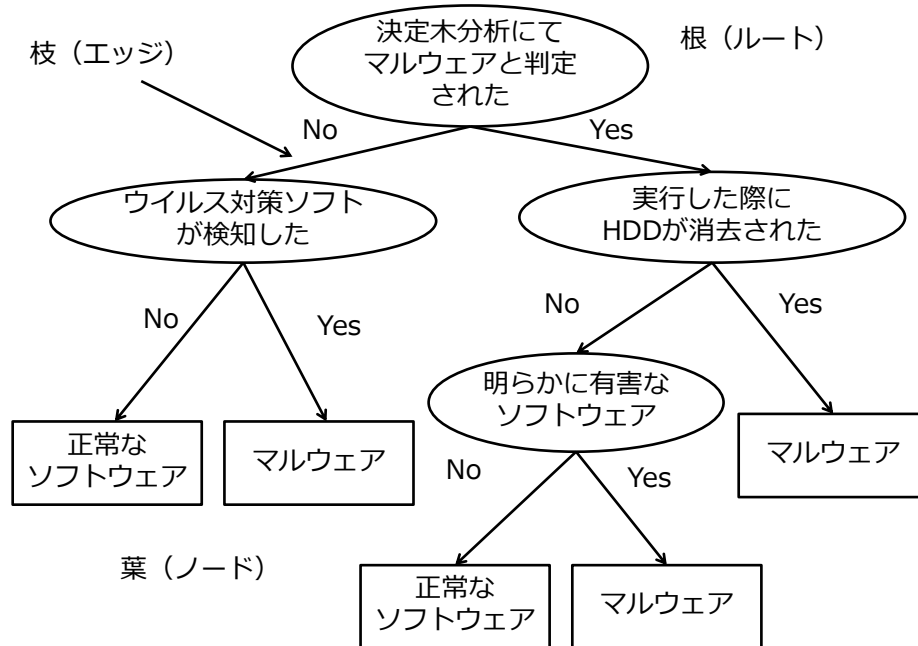 決定木分析にて
マルウェアと判定
された
根（ルート）
枝（エッジ）
No
Yes
ウイルス対策ソフト
が検知した
実行した際に
HDDが消去された
No
Yes
No
Yes
明らかに有害な
ソフトウェア
正常な
ソフトウェア
マルウェア
マルウェア
No
Yes
葉（ノード）
正常な
ソフトウェア
マルウェア